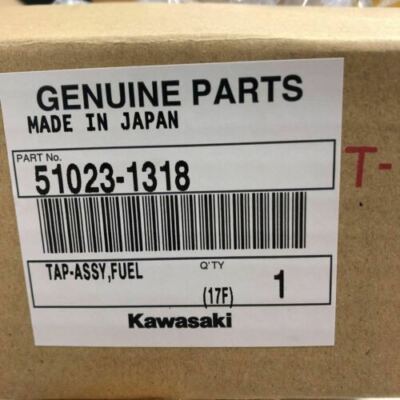 GENUINE PARTS
MADE IN JAPAN
PART No.
51023-1318
TAP-ASSY,FUEL
Q'TY
(17F) 1
Kawasaki
T-